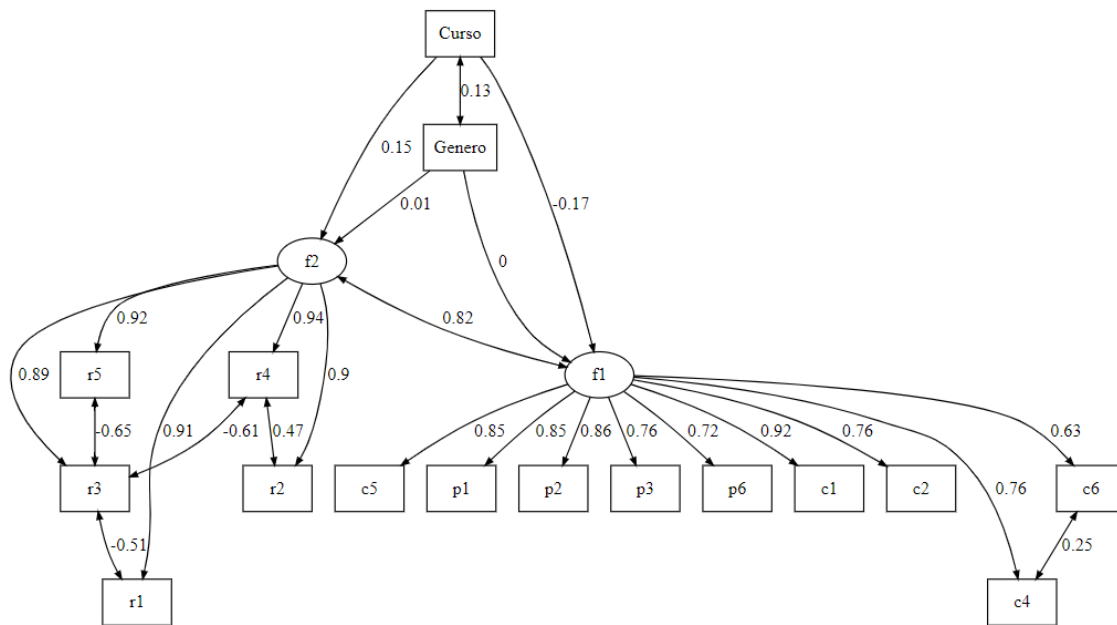 Curso
0.13
Genero
0.15
0.01
-0.17
f2
0
0.82
0.92
0.94
0.89
r5
r4
0.9
f1
-0.65
0.91
-0.61
0.47
0.85
0.85
0.86
0.76
0.72
0.92
0.76
0.63
r3
r2
c5
p1
p2
p3
p6
c1
c2
0.76
c6
-0.51
0.25
r1
c4